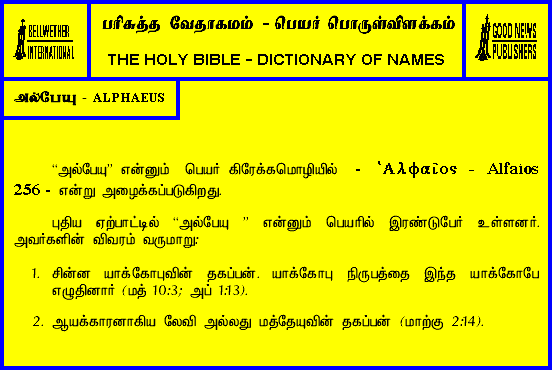 BELLWETHER
INTERNATIONAL
பரிசுத்த வேதாகமம் - பெயர் பொருள்விளக்கம்
THE HOLY BIBLE - DICTIONARY OF NAMES
GOOD NEWS
PUBLISHERS
அல்பேயு - ALPHAEUS
“அல்பேயு” என்னும் பெயர் கிரேக்கமொழியில் - Ἁλφαῖος - Alfaios
256 - என்று அழைக்கப்படுகிறது.
புதிய ஏற்பாட்டில் “அல்பேயு ” என்னும் பெயரில் இரண்டுபேர் உள்ளனர்.
அவர்களின் விவரம் வருமாறு:
1. சின்ன யாக்கோபுவின் தகப்பன். யாக்கோபு நிருபத்தை இந்த யாக்கோபே
எழுதினார் (மத் 10:3; அப் 1:13).
2. ஆயக்காரனாகிய லேவி அல்லது மத்தேயுவின் தகப்பன் (மாற்கு 2:14).